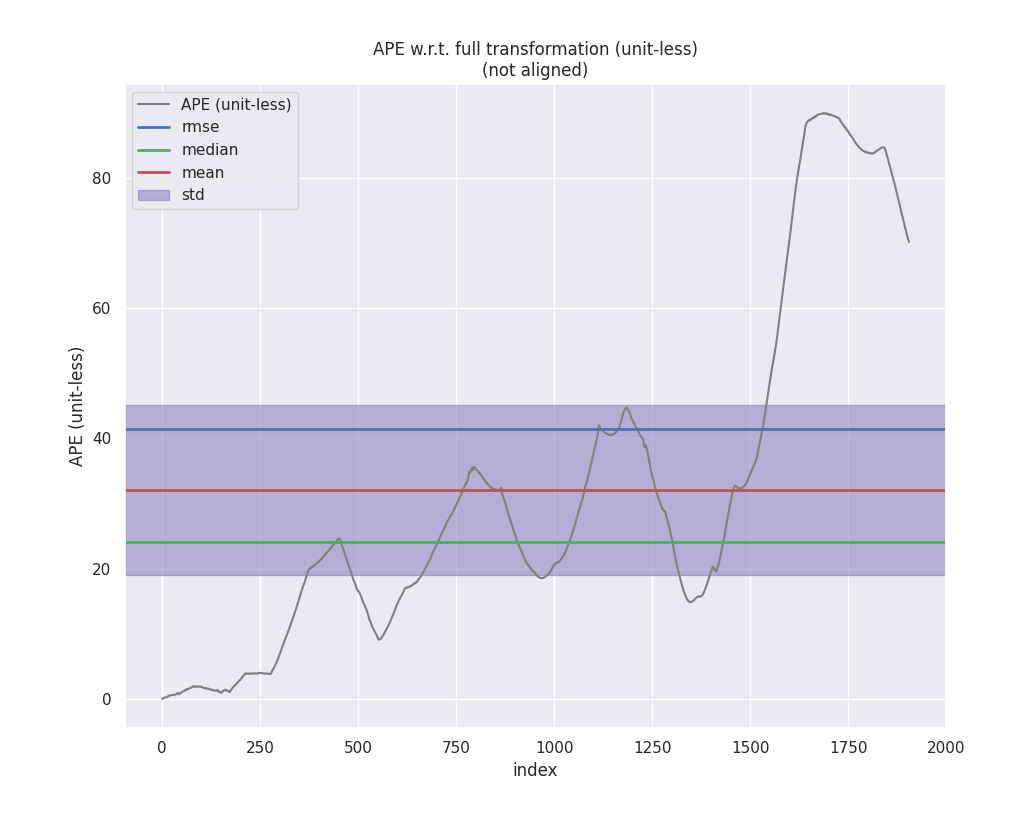 APE w.r.t. full transformation (unit-less)
(not aligned)
APE (unit-less)
rmse
median
mean
std
80
60
40
20
0
APE (unit-less)
0 250 500 750 1000 1250 1500 1750 2000
index